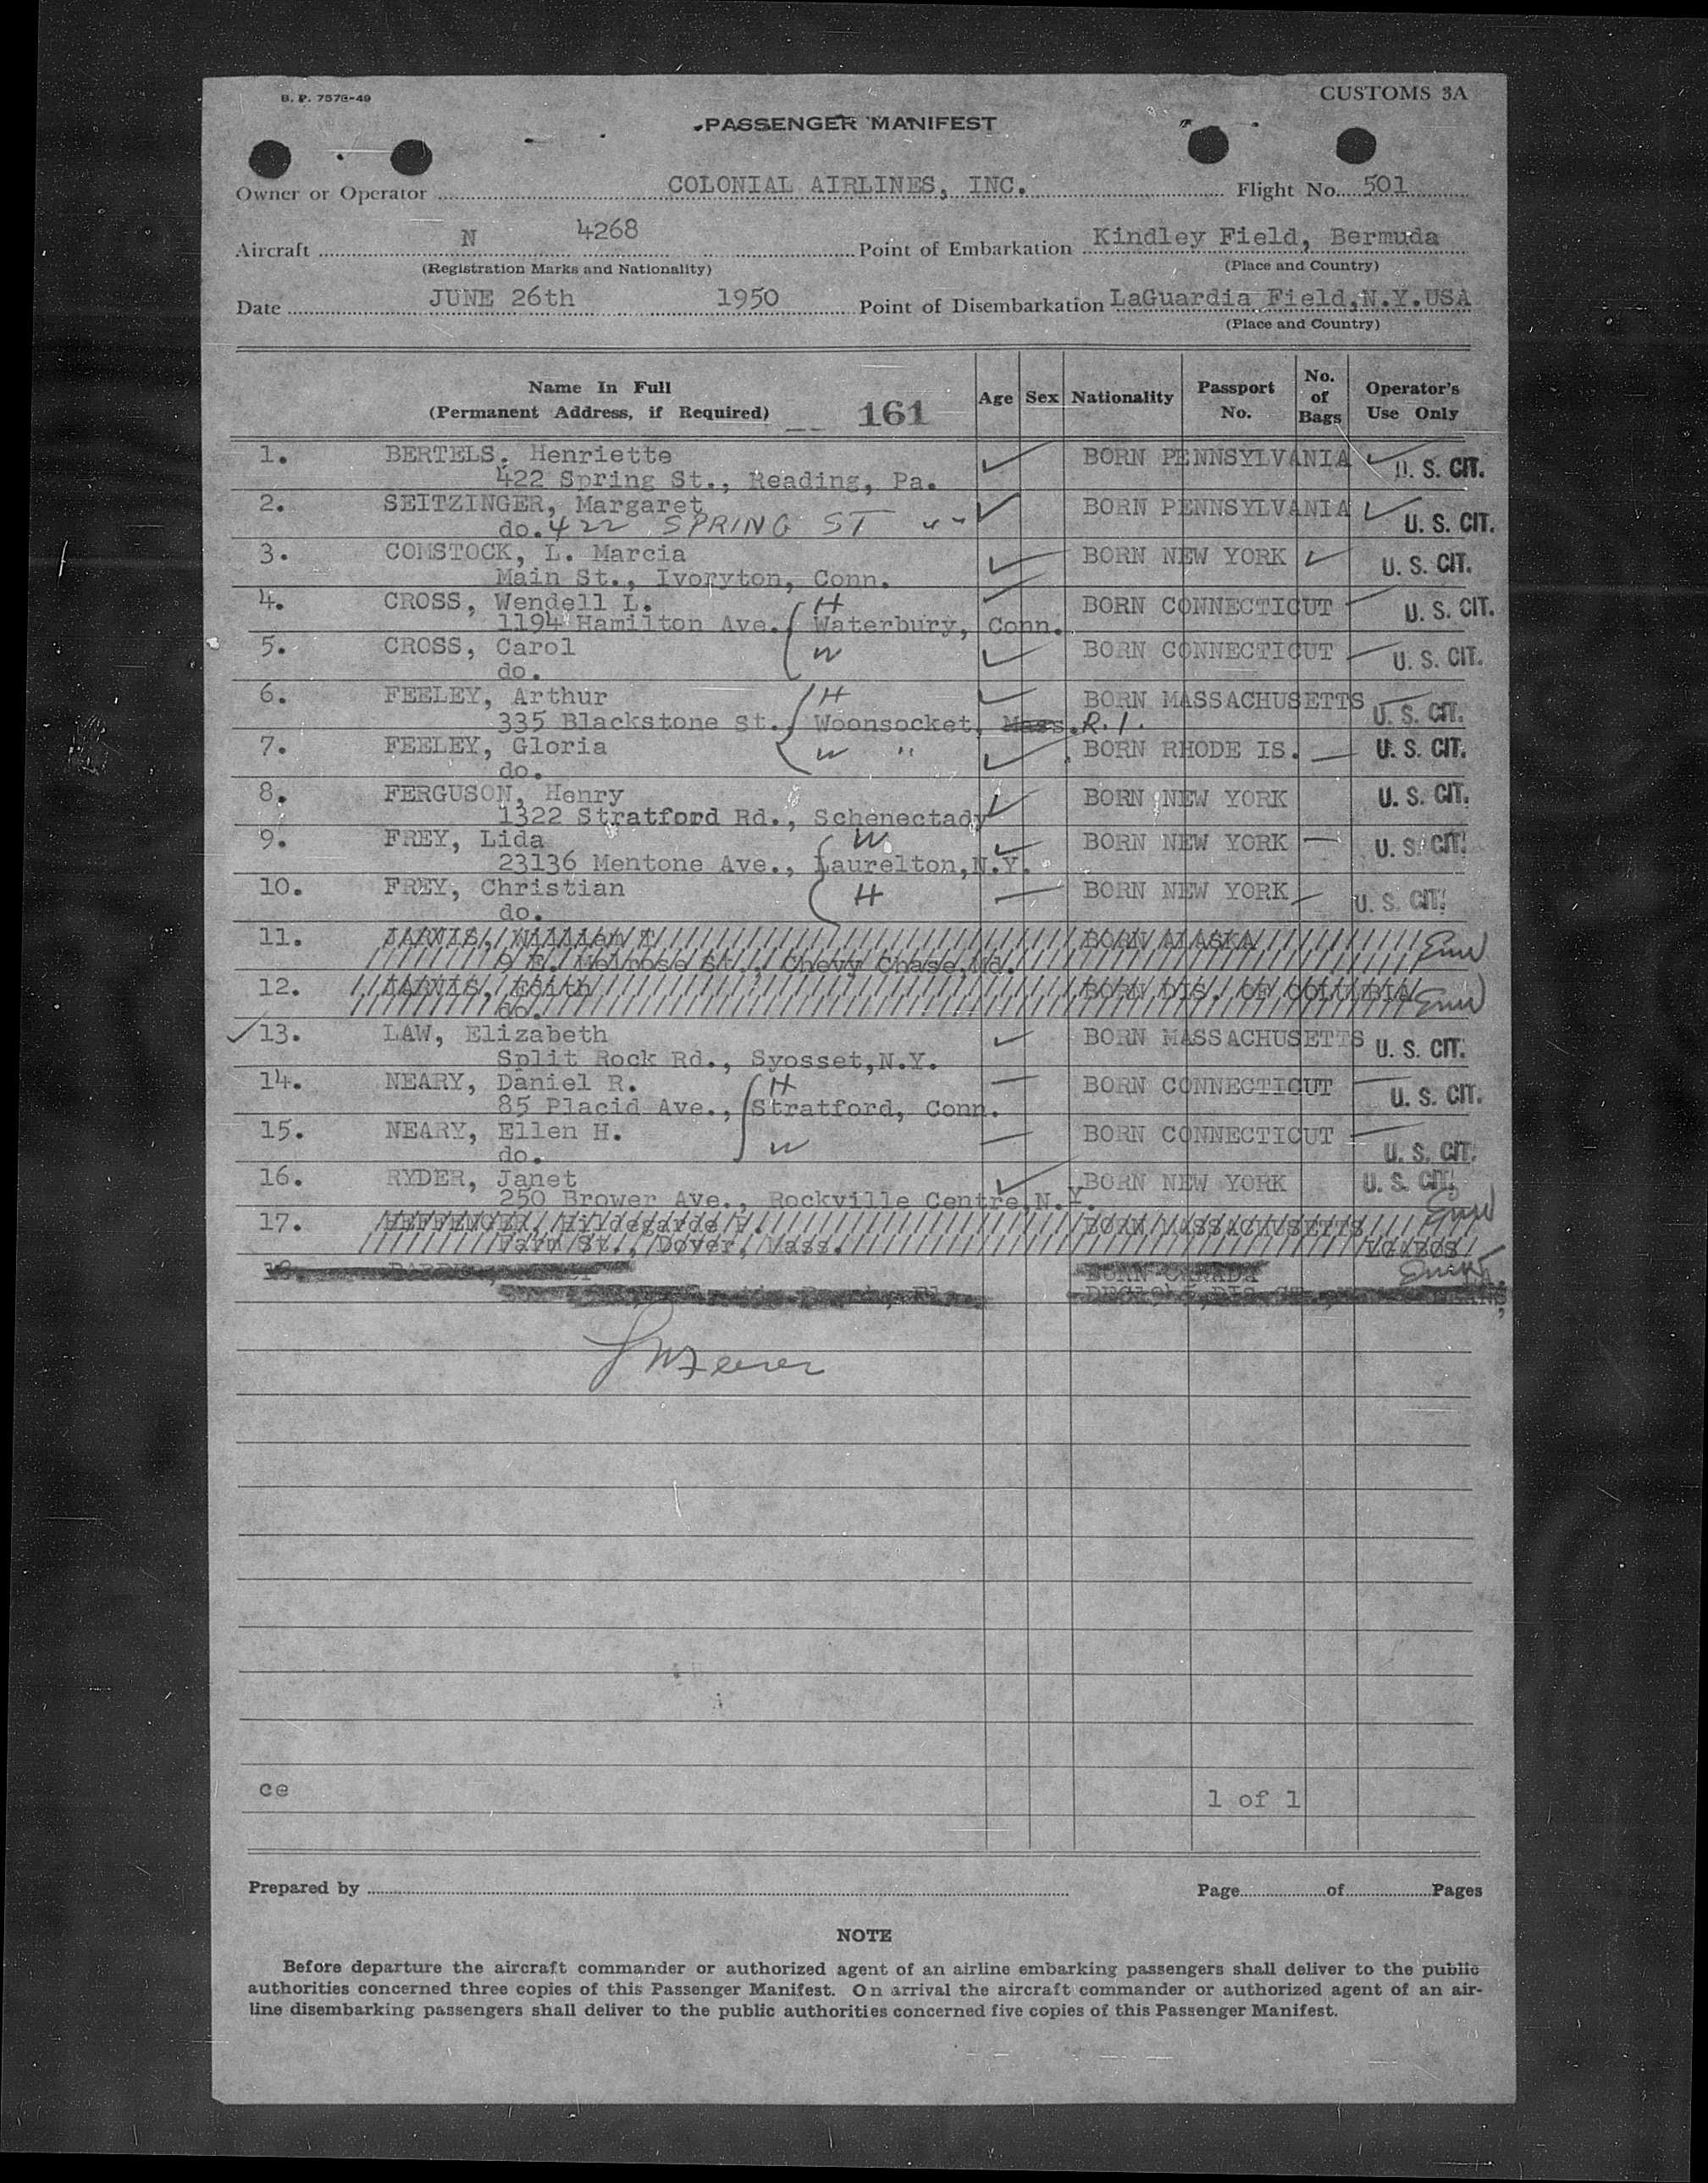 B. P. 7578-49
CUSTOMS 3A
PASSENGER MANIFEST
Owner or Operator COLONIAL AIRLINES, INC. Flight No. 501
Aircraft N 4268 Point of Embarkation Kindley Field, Bermuda
(Registration Marks and Nationality) (Place and Country)
Date JUNE 26th 1950 Point of Disembarkation LaGuardia Field,N.Y.USA
(Place and Country)
Name In Full (Permanent Address, if Required) 161 Age Sex Nationality Passport No. No. of Bags Operator's Use Only
1. BERTELS, Henriette BORN PENNSYLVANIA U. S. CIT.
422 Spring St., Reading, Pa.
2. SEITZINGER, Margaret BORN PENNSYLVANIA U. S. CIT.
do. 422 SPRING ST " "
3. COMSTOCK, L. Marcia BORN NEW YORK U. S. CIT.
Main St., Ivoryton, Conn.
4. CROSS, Wendell L. H BORN CONNECTICUT U. S. CIT.
1194 Hamilton Ave., Waterbury, Conn.
5. CROSS, Carol W BORN CONNECTICUT U. S. CIT.
do.
6. FEELEY, Arthur H BORN MASSACHUSETTS U. S. CIT.
335 Blackstone St., Woonsocket, Mass. R.I.
7. FEELEY, Gloria W " BORN RHODE IS. U. S. CIT.
do.
8. FERGUSON, Henry BORN NEW YORK U. S. CIT.
1322 Stratford Rd., Schenectady
9. FREY, Lida W. BORN NEW YORK U. S. CIT.
23136 Mentone Ave., Laurelton,N.Y.
10. FREY, Christian H BORN NEW YORK U. S. CIT.
do.
11. JARVIS, William T BORN ALASKA
9 E. Melrose St., Chevy Chase,Md.
12. JARVIS, Edith BORN DIS. OF COLUMBIA
do.
13. LAW, Elizabeth BORN MASSACHUSETTS U. S. CIT.
Split Rock Rd., Syosset,N.Y.
14. NEARY, Daniel R. H BORN CONNECTICUT U. S. CIT.
85 Placid Ave., Stratford, Conn.
15. NEARY, Ellen H. W BORN CONNECTICUT U. S. CIT.
do.
16. RYDER, Janet BORN NEW YORK U. S. CIT.
250 Brower Ave., Rockville Centre,N.Y.
17. HEFFENGER, Hildegarde BORN MASSACHUSETTS
Farm St., Dover, Mass.
18. BORN CANADA
ce 1 of 1
Prepared by Page of Pages
NOTE
Before departure the aircraft commander or authorized agent of an airline embarking passengers shall deliver to the public
authorities concerned three copies of this Passenger Manifest. On arrival the aircraft commander or authorized agent of an air-
line disembarking passengers shall deliver to the public authorities concerned five copies of this Passenger Manifest.